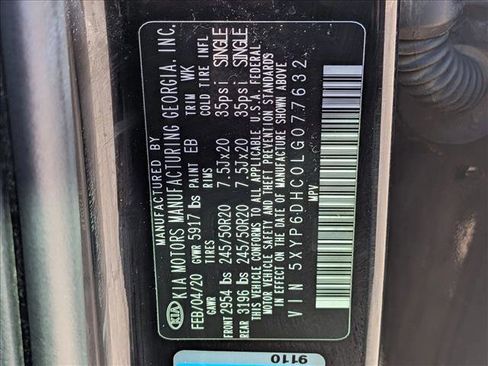 MANUFACTURED BY
KIA KIA MOTORS MANUFACTURING GEORGIA, INC.
FEB/04/20 GVWR 5917 lbs PAINT EB TRIM WK
GAWR TIRES RIMS COLD TIRE INFL
FRONT 2954 lbs 245/50R20 7.5Jx20 35psi SINGLE
REAR 3196 lbs 245/50R20 7.5Jx20 35psi SINGLE
THIS VEHICLE CONFORMS TO ALL APPLICABLE U.S.A. FEDERAL
MOTOR VEHICLE SAFETY AND THEFT PREVENTION STANDARDS
IN EFFECT ON THE DATE OF MANUFACTURE SHOWN ABOVE.
VIN 5XYP6DHC0LG077632
MPV
9110